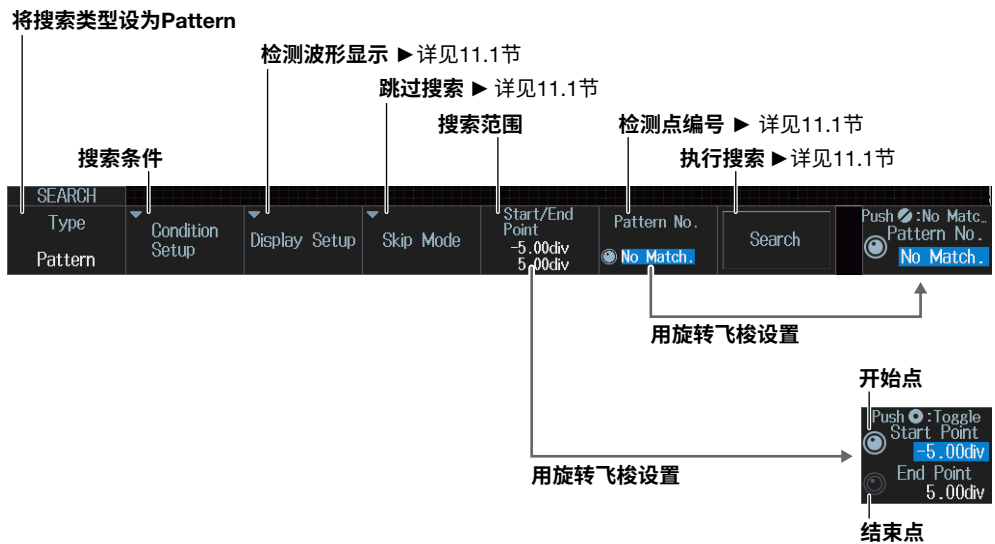 将搜索类型设为Pattern
检测波形显示 ▶详见11.1节
跳过搜索 ▶ 详见11.1节
搜索范围
检测点编号 ▶ 详见11.1节
搜索条件
执行搜索 ▶详见11.1节
SEARCH
Type
Pattern
Condition
Setup
Display Setup
Skip Mode
Start/End
Point
-5.00div
5.00div
Pattern No.
No Match.
Search
Push :No Matc…
Pattern No.
No Match.
用旋转飞梭设置
开始点
Push :Toggle
Start Point
-5.00div
End Point
5.00div
用旋转飞梭设置
结束点